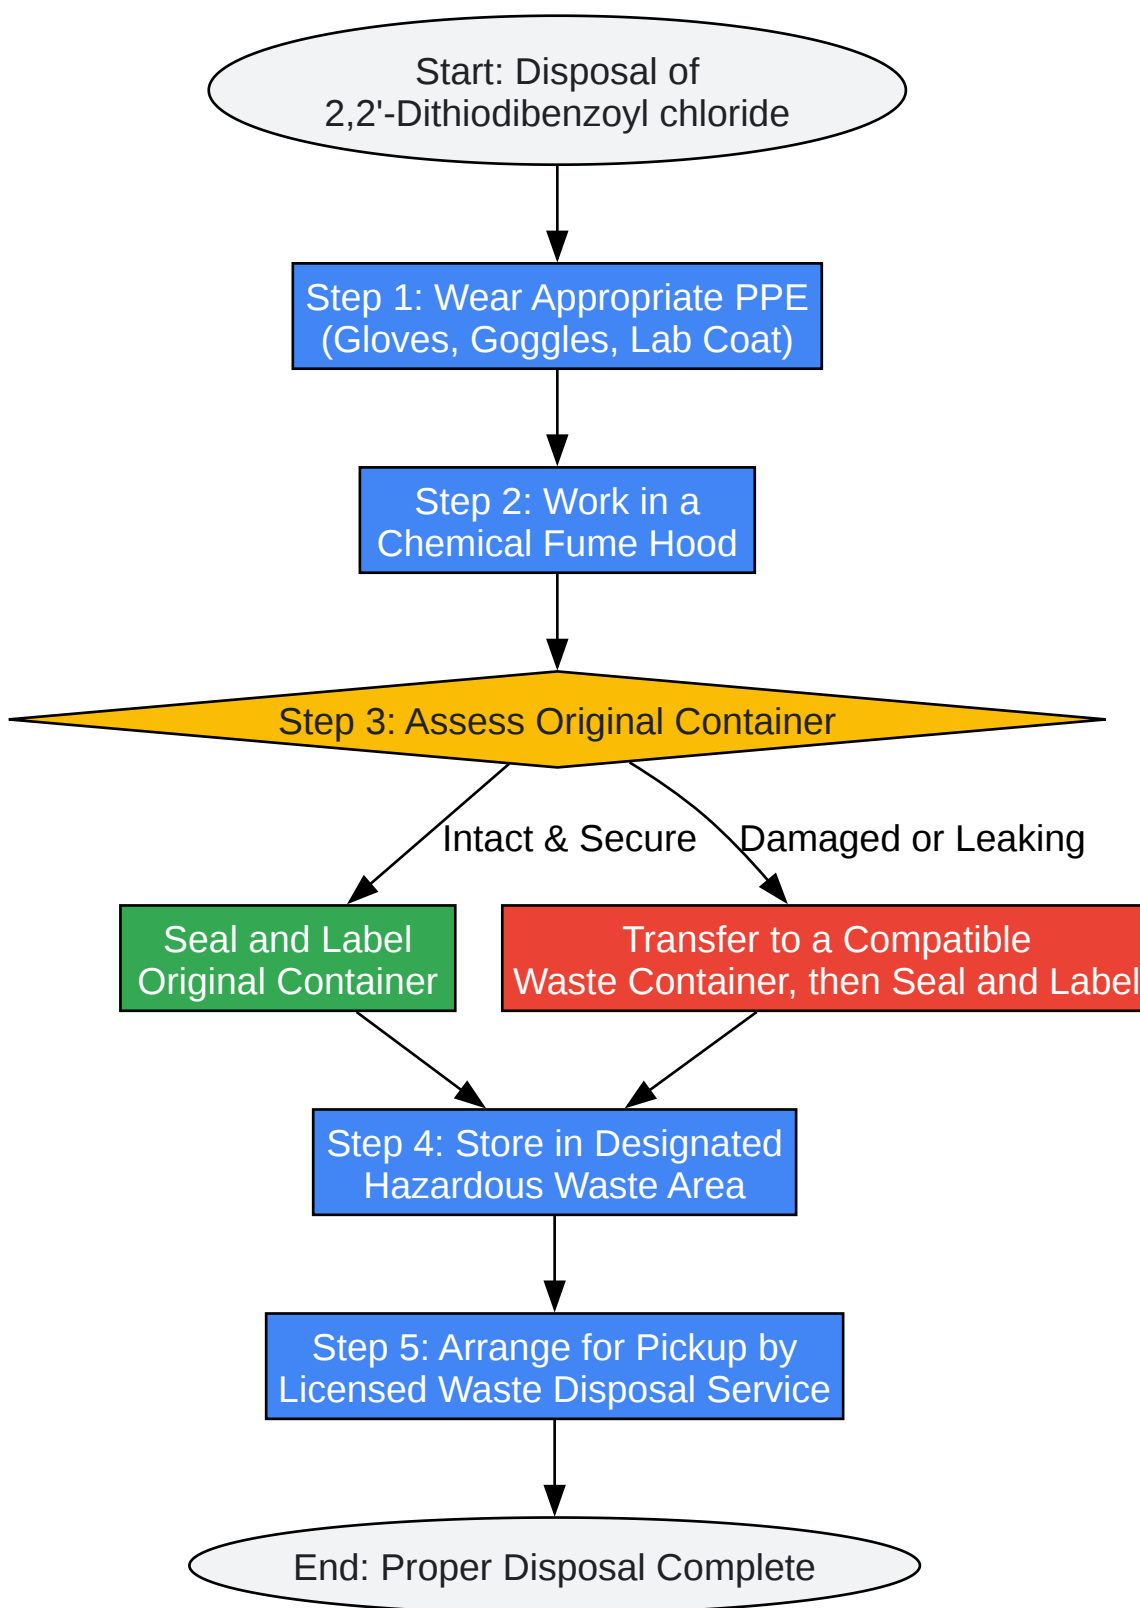 Start: Disposal of
2,2'-Dithiodibenzoyl chloride
Step 1: Wear Appropriate PPE
(Gloves, Goggles, Lab Coat)
Step 2: Work in a
Chemical Fume Hood
Step 3: Assess Original Container
Intact & Secure
Damaged or Leaking
Seal and Label
Original Container
Transfer to a Compatible
Waste Container, then Seal and Label
Step 4: Store in Designated
Hazardous Waste Area
Step 5: Arrange for Pickup by
Licensed Waste Disposal Service
End: Proper Disposal Complete